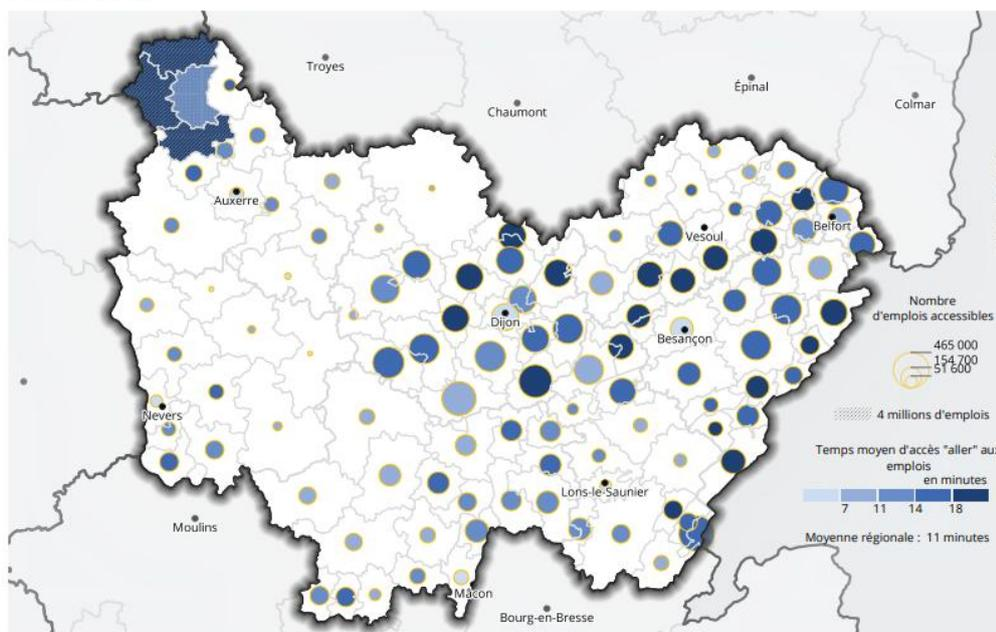 Troyes
Épinal
Chaumont
Colmar
Auxerre
Belfort
Vesoul
Nombre
d'emplois accessibles
Dijon
Besançon
465 000
154 700
51 600
Nevers
4 millions d'emplois
Temps moyen d'accès "aller" aux
emplois
en minutes
Lons-le-Saunier
7 11 14 18
Moulins
Moyenne régionale : 11 minutes
Mâcon
Bourg-en-Bresse